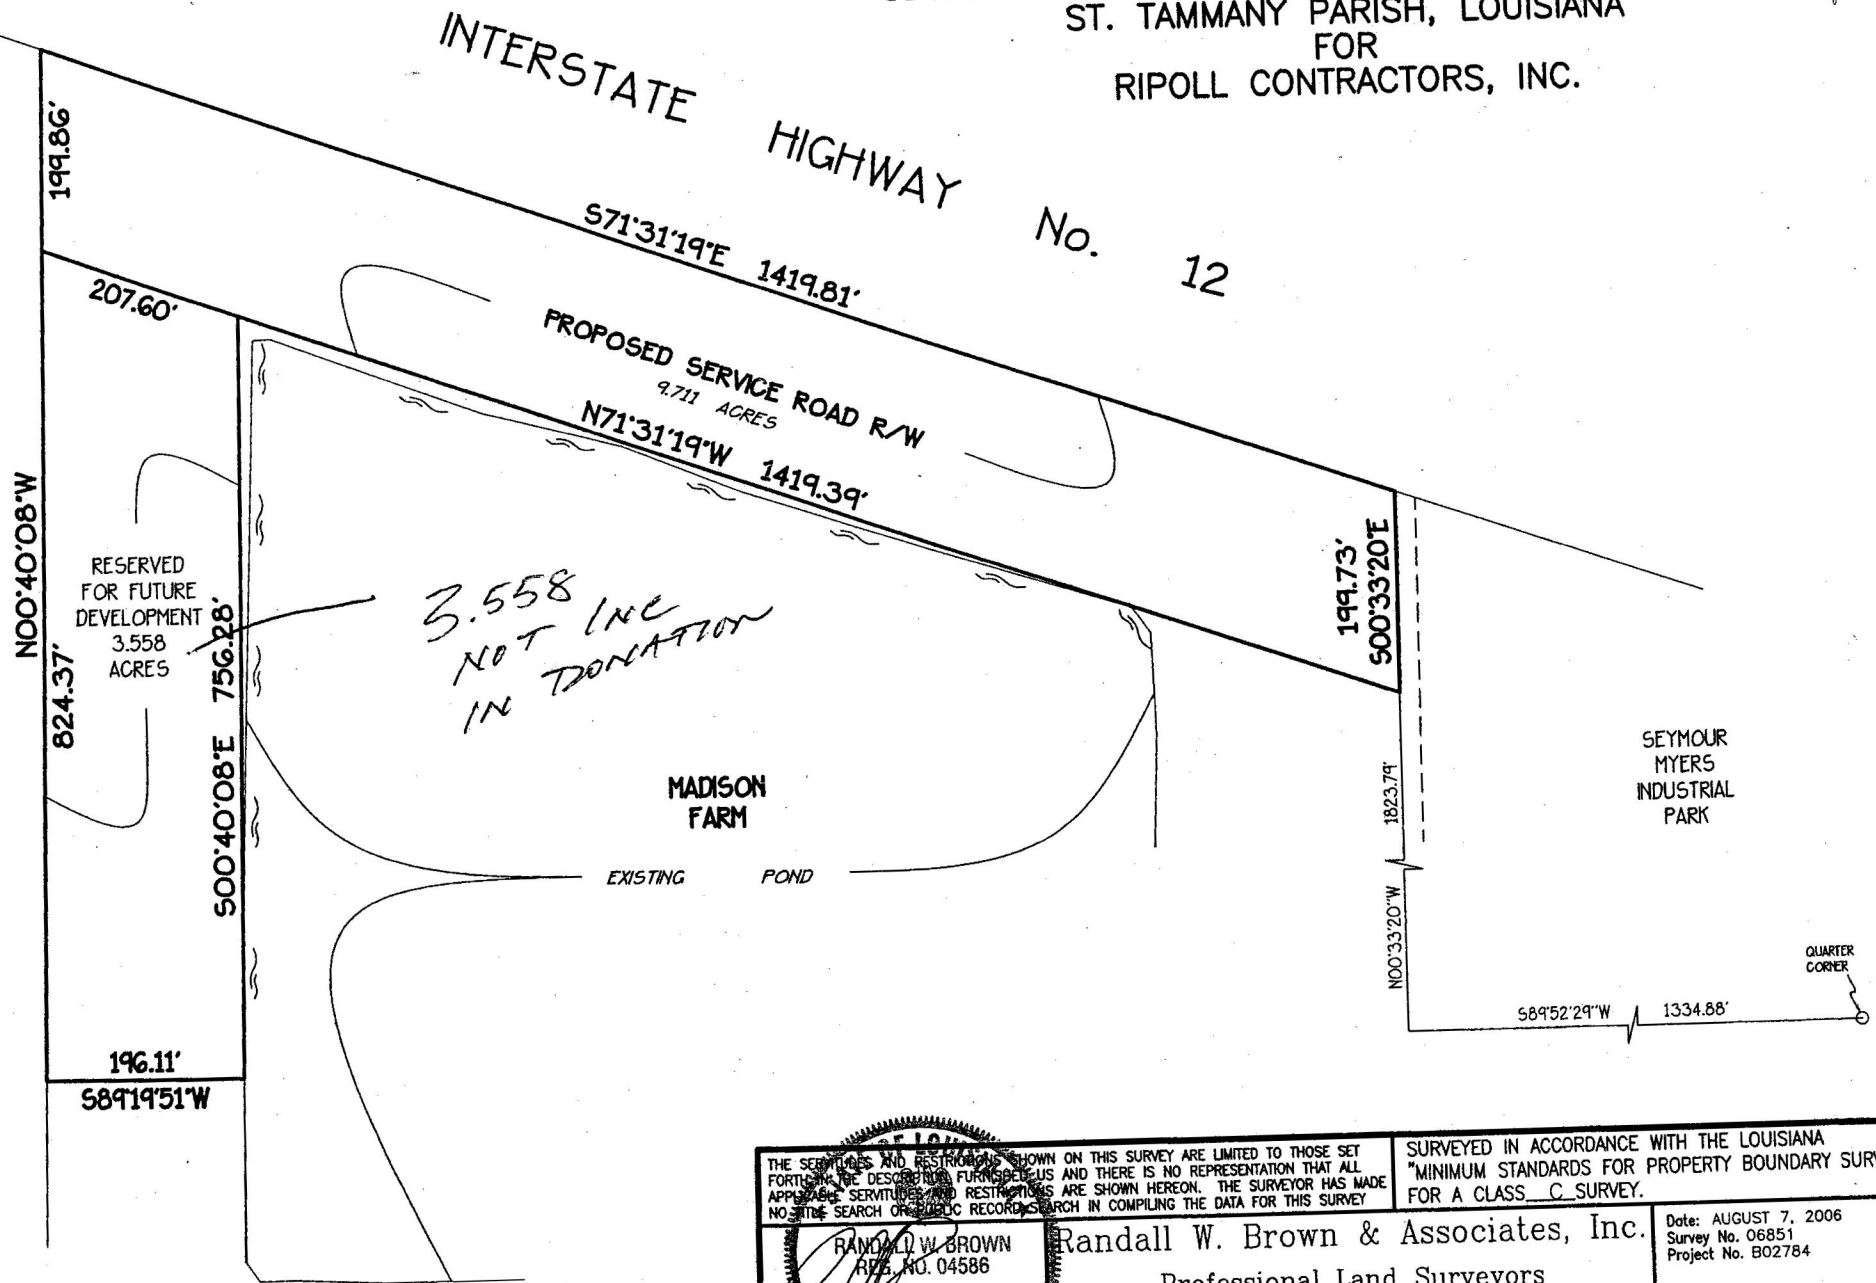 ST. TAMMANY PARISH, LOUISIANA
FOR
RIPOLL CONTRACTORS, INC.
INTERSTATE HIGHWAY No. 12
199.86'
S71°31'19"E 1419.81'
207.60'
PROPOSED SERVICE ROAD R/W
9.711 ACRES
N71°31'19"W 1419.39'
N00°40'08"W
824.37'
RESERVED
FOR FUTURE
DEVELOPMENT
3.558
ACRES
S00°40'08"E 756.28'
3.558
NOT INC
IN DONATION
199.73'
S00°33'20"E
MADISON
FARM
EXISTING POND
SEYMOUR
MYERS
INDUSTRIAL
PARK
1823.79'
N00°33'20"W
QUARTER
CORNER
S89°52'29"W 1334.88'
196.11'
S89°19'51"W
THE SERVITUDES AND RESTRICTIONS SHOWN ON THIS SURVEY ARE LIMITED TO THOSE SET
FORTH IN THE DESCRIPTION FURNISHED US AND THERE IS NO REPRESENTATION THAT ALL
APPLICABLE SERVITUDES AND RESTRICTIONS ARE SHOWN HEREON. THE SURVEYOR HAS MADE
NO TITLE SEARCH OR PUBLIC RECORD SEARCH IN COMPILING THE DATA FOR THIS SURVEY
SURVEYED IN ACCORDANCE WITH THE LOUISIANA
"MINIMUM STANDARDS FOR PROPERTY BOUNDARY SURV
FOR A CLASS C SURVEY.
RANDALL W. BROWN
REG. NO. 04586
Randall W. Brown & Associates, Inc.
Professional Land Surveyors
Date: AUGUST 7, 2006
Survey No. 06851
Project No. B02784